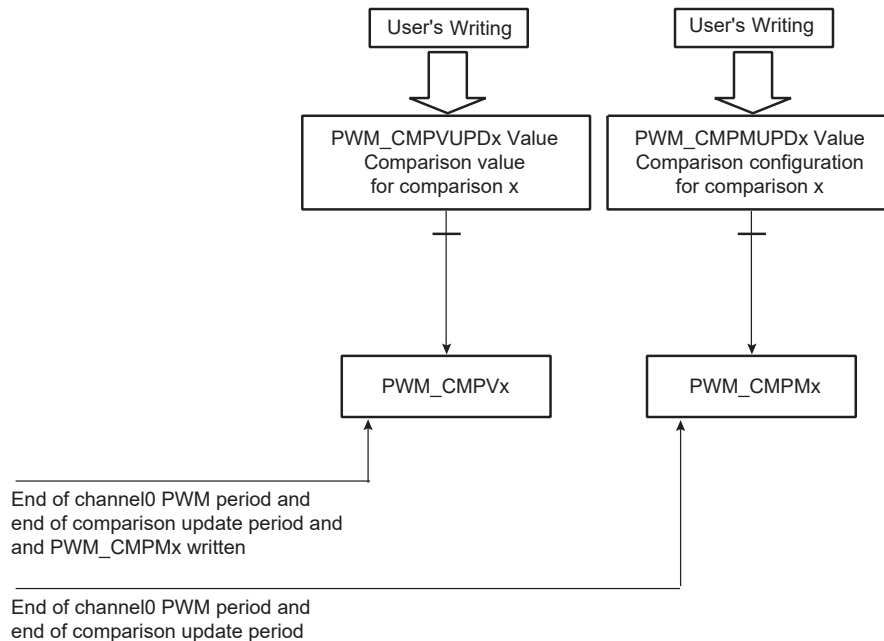 User's Writing
User's Writing
PWM_CMPVUPDx Value
Comparison value
for comparison x
PWM_CMPMUPDx Value
Comparison configuration
for comparison x
PWM_CMPVx
PWM_CMPMx
End of channel0 PWM period and
end of comparison update period and
and PWM_CMPMx written
End of channel0 PWM period and
end of comparison update period